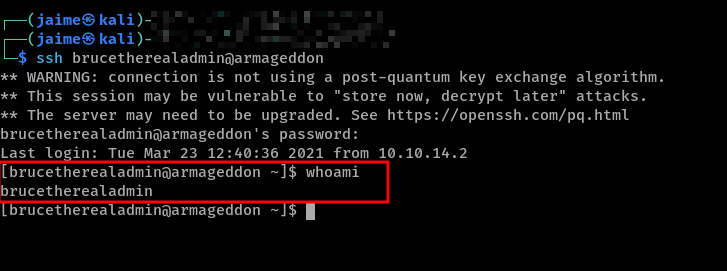 ┌──(jaime㉿kali)-
┌──(jaime㉿kali)-
└─$ ssh brucetherealadmin@armageddon
** WARNING: connection is not using a post-quantum key exchange algorithm.
** This session may be vulnerable to "store now, decrypt later" attacks.
** The server may need to be upgraded. See https://openssh.com/pq.html
brucetherealadmin@armageddon's password:
Last login: Tue Mar 23 12:40:36 2021 from 10.10.14.2
[brucetherealadmin@armageddon ~]$ whoami
brucetherealadmin
[brucetherealadmin@armageddon ~]$